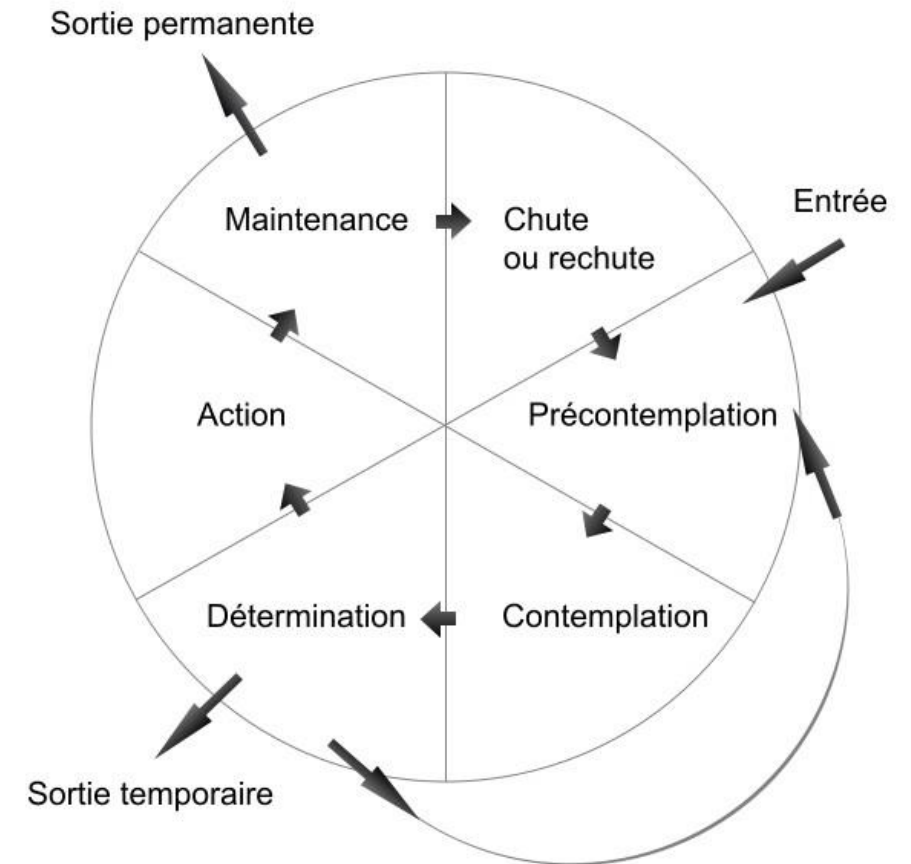 Sortie permanente
Entrée
Maintenance
Chute
ou rechute
Action
Précontemplation
Détermination
Contemplation
Sortie temporaire